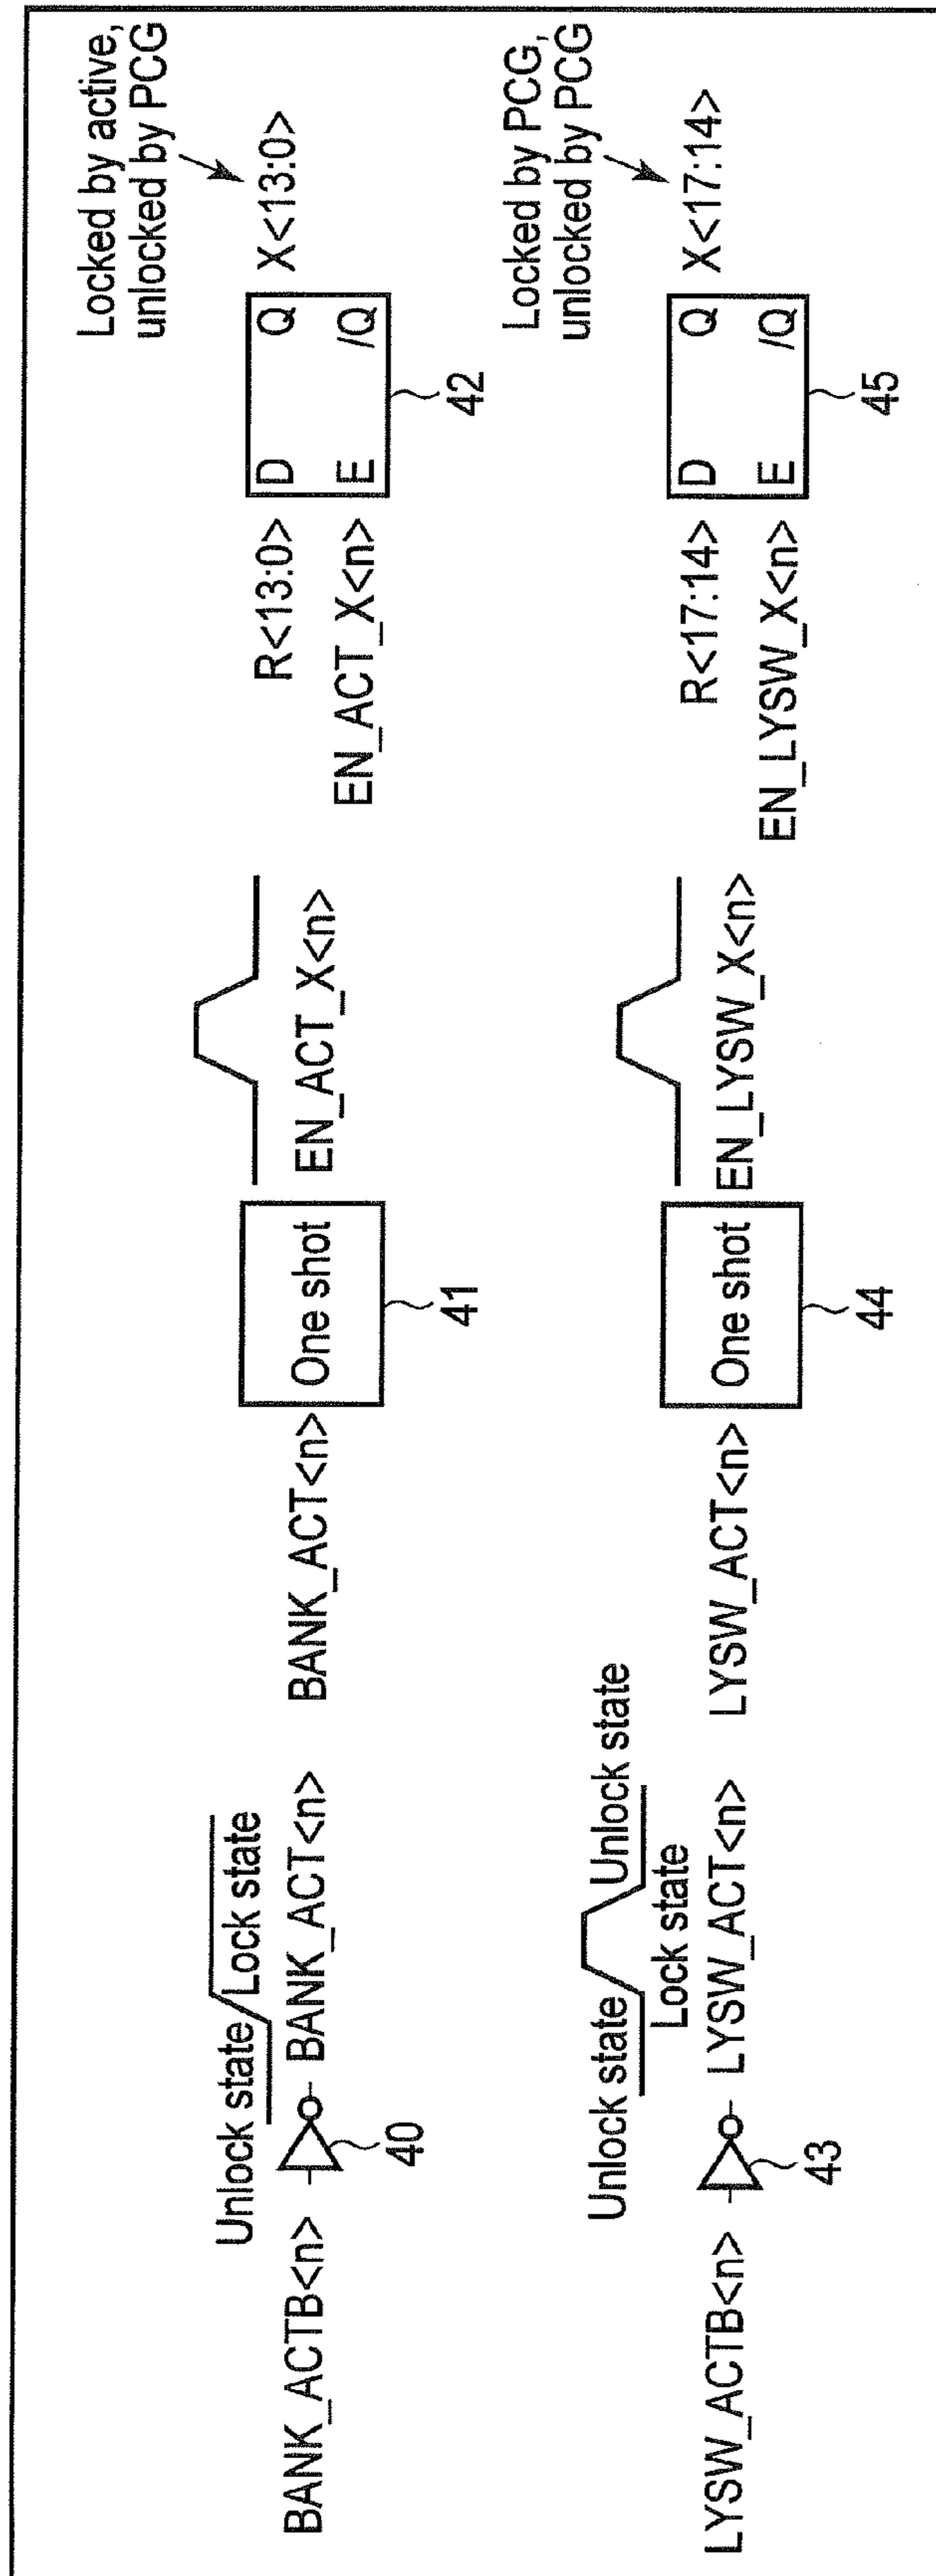 BANK_ACTB<n>
Unlock state
Lock state
BANK_ACT<n>
40
BANK_ACT<n>
One shot
41
EN_ACT_X<n>
R<13:0>
EN_ACT_X<n>
D Q
E /Q
42
X<13:0>
Locked by active,
unlocked by PCG
LYSW_ACTB<n>
Unlock state
Lock state
Unlock state
LYSW_ACT<n>
43
LYSW_ACT<n>
One shot
44
EN_LYSW_X<n>
R<17:14>
EN_LYSW_X<n>
D Q
E /Q
45
X<17:14>
Locked by PCG,
unlocked by PCG